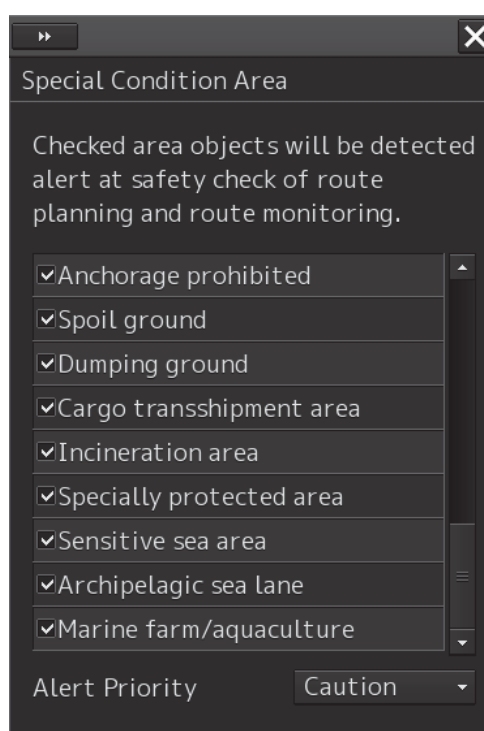 Special Condition Area
Checked area objects will be detected
alert at safety check of route
planning and route monitoring.
Anchorage prohibited
Spoil ground
Dumping ground
Cargo transshipment area
Incineration area
Specially protected area
Sensitive sea area
Archipelagic sea lane
Marine farm/aquaculture
Alert Priority Caution